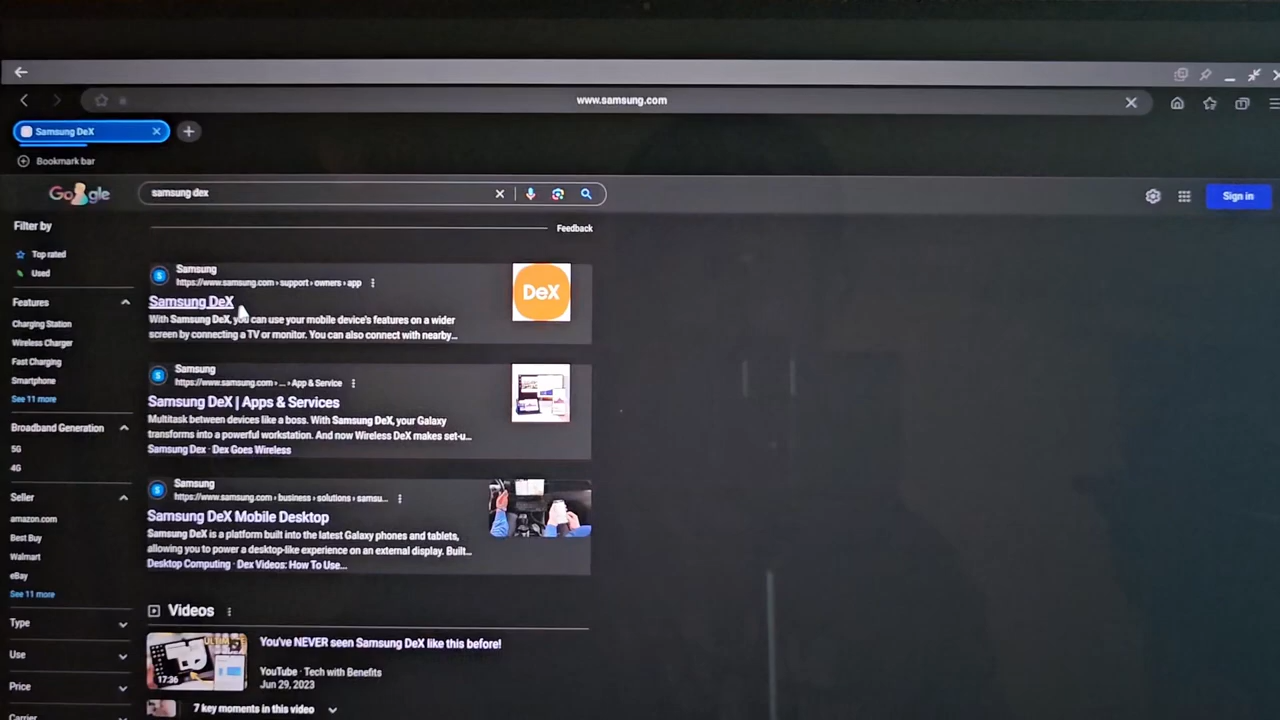 www.samsung.com
Samsung DeX
Bookmark bar
Google
samsung dex
Sign in
Filter by
Top rated
Used
Features
Charging Station
Wireless Charger
Fast Charging
Smartphone
See 11 more
Broadband Generation
5G
4G
Seller
amazon.com
Best Buy
Walmart
eBay
See 11 more
Type
Use
Price
Carrier
Feedback
Samsung
https://www.samsung.com › support › owners › app
Samsung DeX
With Samsung DeX, you can use your mobile device's features on a wider
screen by connecting a TV or monitor. You can also connect with nearby...
DeX
Samsung
https://www.samsung.com › ... › App & Service
Samsung DeX | Apps & Services
Multitask between devices like a boss. With Samsung DeX, your Galaxy
transforms into a powerful workstation. And now Wireless DeX makes set-u...
Samsung Dex · Dex Goes Wireless
Samsung
https://www.samsung.com › business › solutions › samsu...
Samsung DeX Mobile Desktop
Samsung DeX is a platform built into the latest Galaxy phones and tablets,
allowing you to power a desktop-like experience on an external display. Built...
Desktop Computing · Dex Videos: How To Use...
Videos
17:36
You've NEVER seen Samsung DeX like this before!
YouTube · Tech with Benefits
Jun 29, 2023
7 key moments in this video